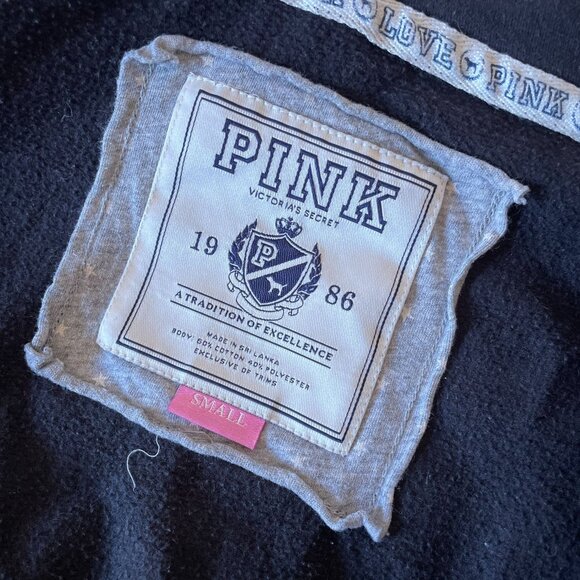 LOVE PINK
PINK
VICTORIA'S SECRET
19 86
P
A TRADITION OF EXCELLENCE
MADE IN SRI LANKA
BODY: 60% COTTON 40% POLYESTER
EXCLUSIVE OF TRIMS
SMALL